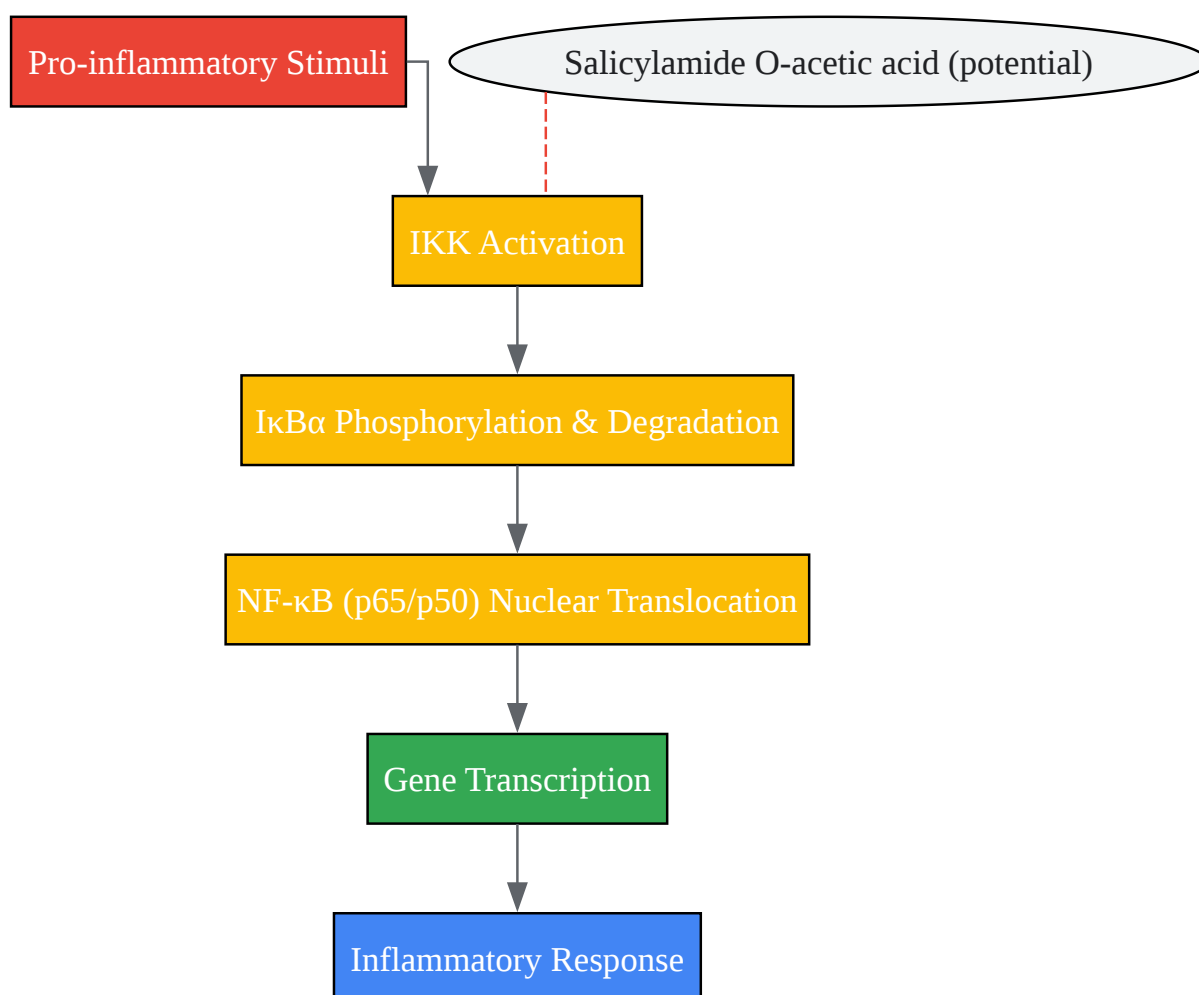 Pro-inflammatory Stimuli
Salicylamide O-acetic acid (potential)
IKK Activation
IκBα Phosphorylation & Degradation
NF-κB (p65/p50) Nuclear Translocation
Gene Transcription
Inflammatory Response